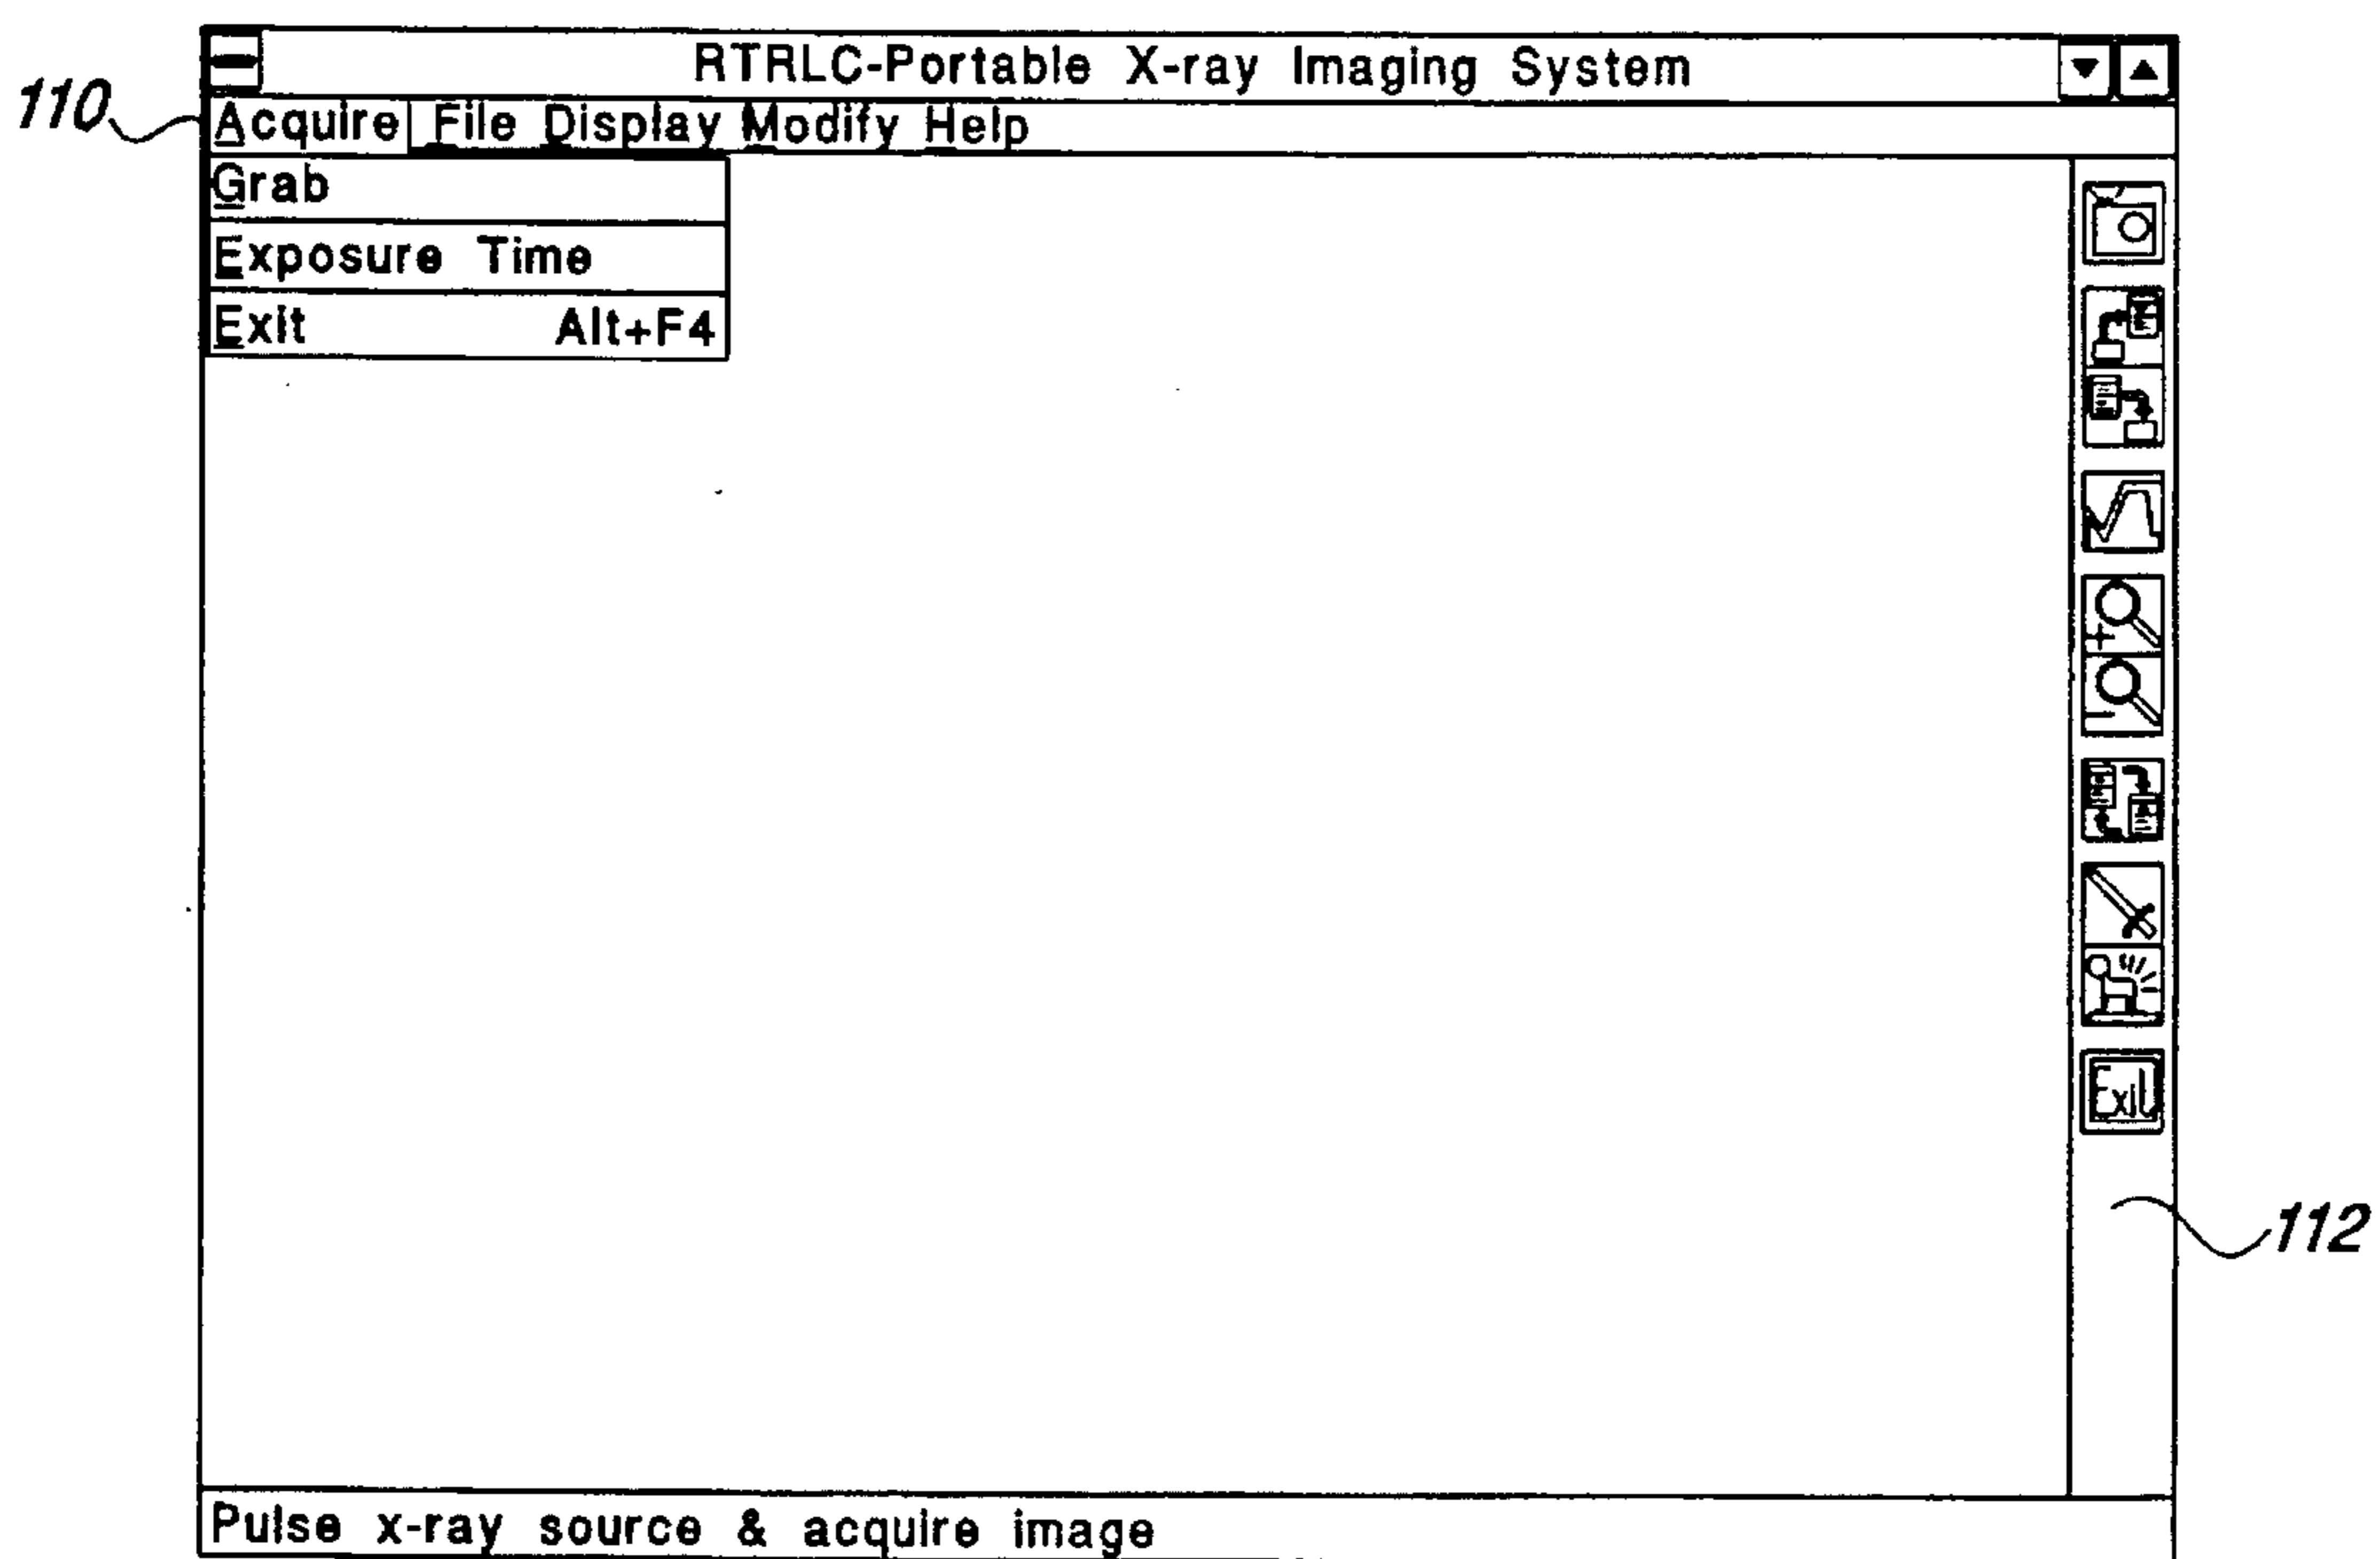 RTRLC-Portable X-ray Imaging System
110
Acquire File Display Modify Help
Grab
Exposure Time
Exit Alt+F4
+
-
Exit
112
Pulse x-ray source & acquire image